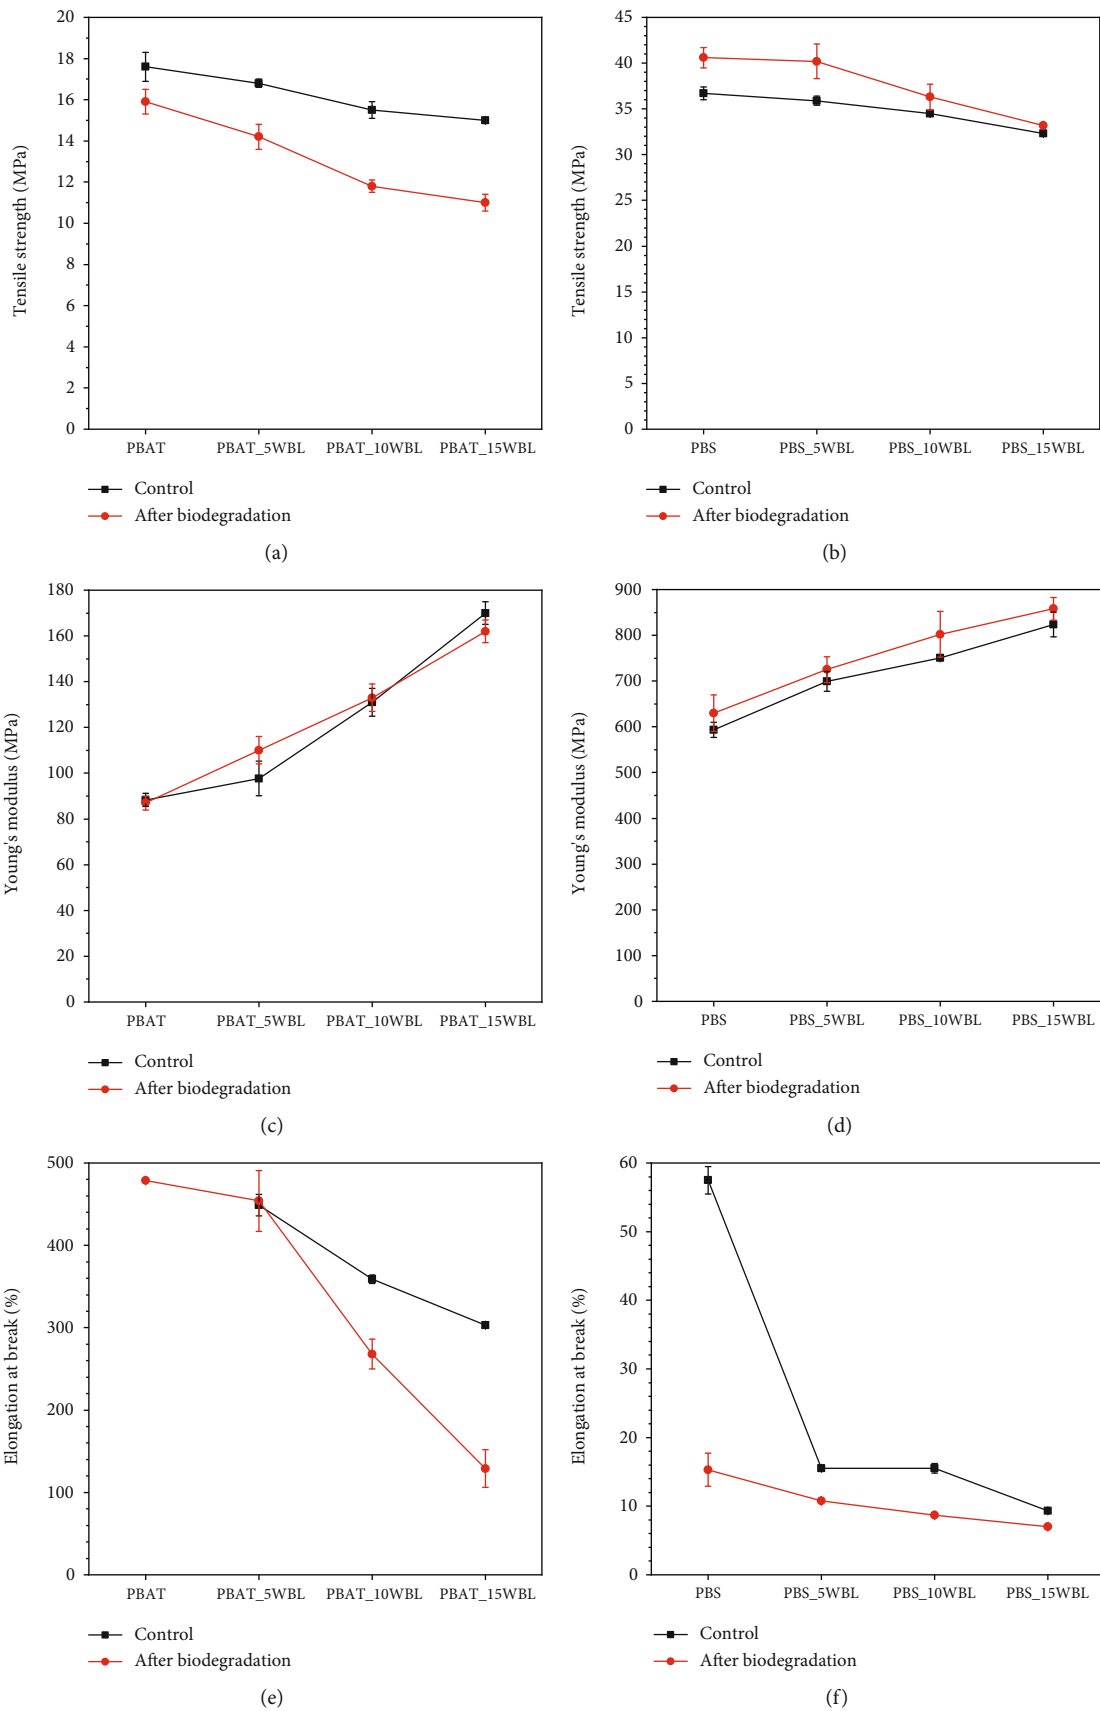 20
18
16
14
12
10
8
6
4
2
0
Tensile strength (MPa)
PBAT PBAT_5WBL PBAT_10WBL PBAT_15WBL
Control
After biodegradation
(a)
45
40
35
30
25
20
15
10
5
0
Tensile strength (MPa)
PBS PBS_5WBL PBS_10WBL PBS_15WBL
Control
After biodegradation
(b)
180
160
140
120
100
80
60
40
20
0
Young's modulus (MPa)
PBAT PBAT_5WBL PBAT_10WBL PBAT_15WBL
Control
After biodegradation
(c)
900
800
700
600
500
400
300
200
100
0
Young's modulus (MPa)
PBS PBS_5WBL PBS_10WBL PBS_15WBL
Control
After biodegradation
(d)
500
400
300
200
100
0
Elongation at break (%)
PBAT PBAT_5WBL PBAT_10WBL PBAT_15WBL
Control
After biodegradation
(e)
60
50
40
30
20
10
0
Elongation at break (%)
PBS PBS_5WBL PBS_10WBL PBS_15WBL
Control
After biodegradation
(f)